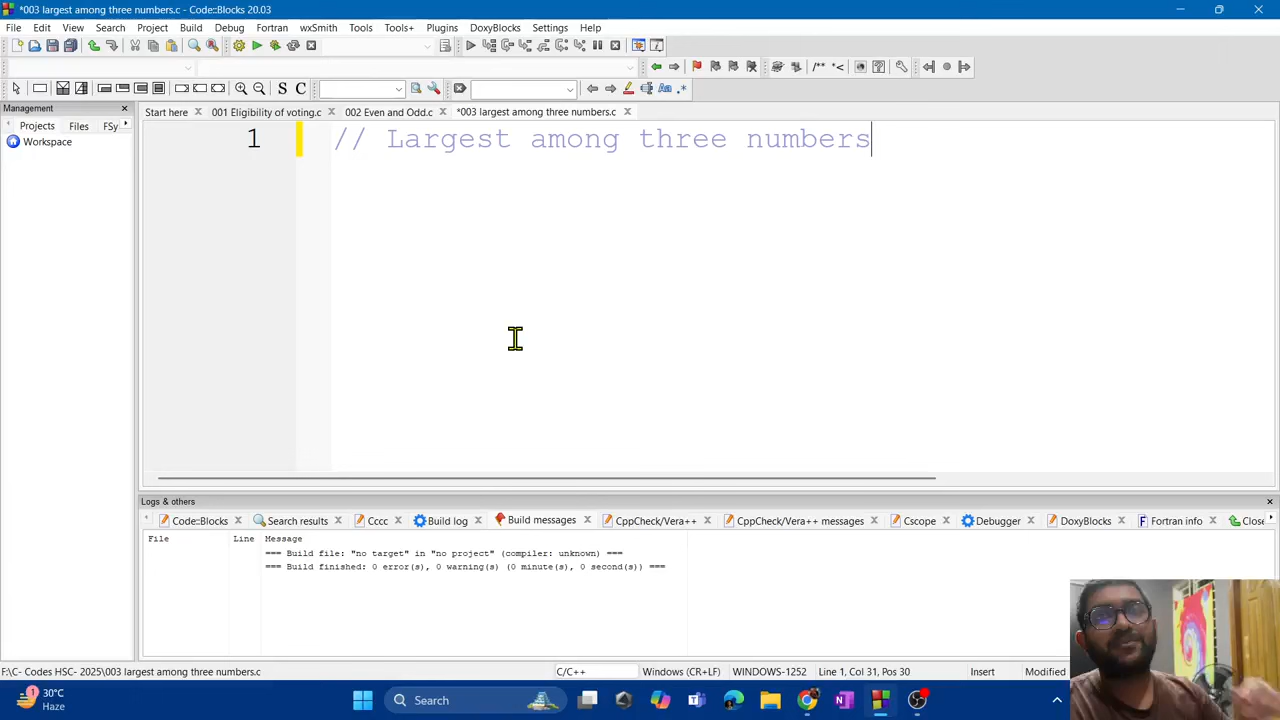 *003 largest among three numbers.c - Code::Blocks 20.03
File Edit View Search Project Build Debug Fortran wxSmith Tools Tools+ Plugins DoxyBlocks Settings Help
/** *<
S C Aa .*
Management
Projects Files FSy
Workspace
Start here 001 Eligibility of voting.c 002 Even and Odd.c *003 largest among three numbers.c
1 // Largest among three numbers
Logs & others
Code::Blocks Search results Cccc Build log Build messages CppCheck/Vera++ CppCheck/Vera++ messages Cscope Debugger DoxyBlocks Fortran info Close
File Line Message
=== Build file: "no target" in "no project" (compiler: unknown) ===
=== Build finished: 0 error(s), 0 warning(s) (0 minute(s), 0 second(s)) ===
F:\C- Codes HSC- 2025\003 largest among three numbers.c C/C++ Windows (CR+LF) WINDOWS-1252 Line 1, Col 31, Pos 30 Insert Modified
1 30°C
Haze
Search